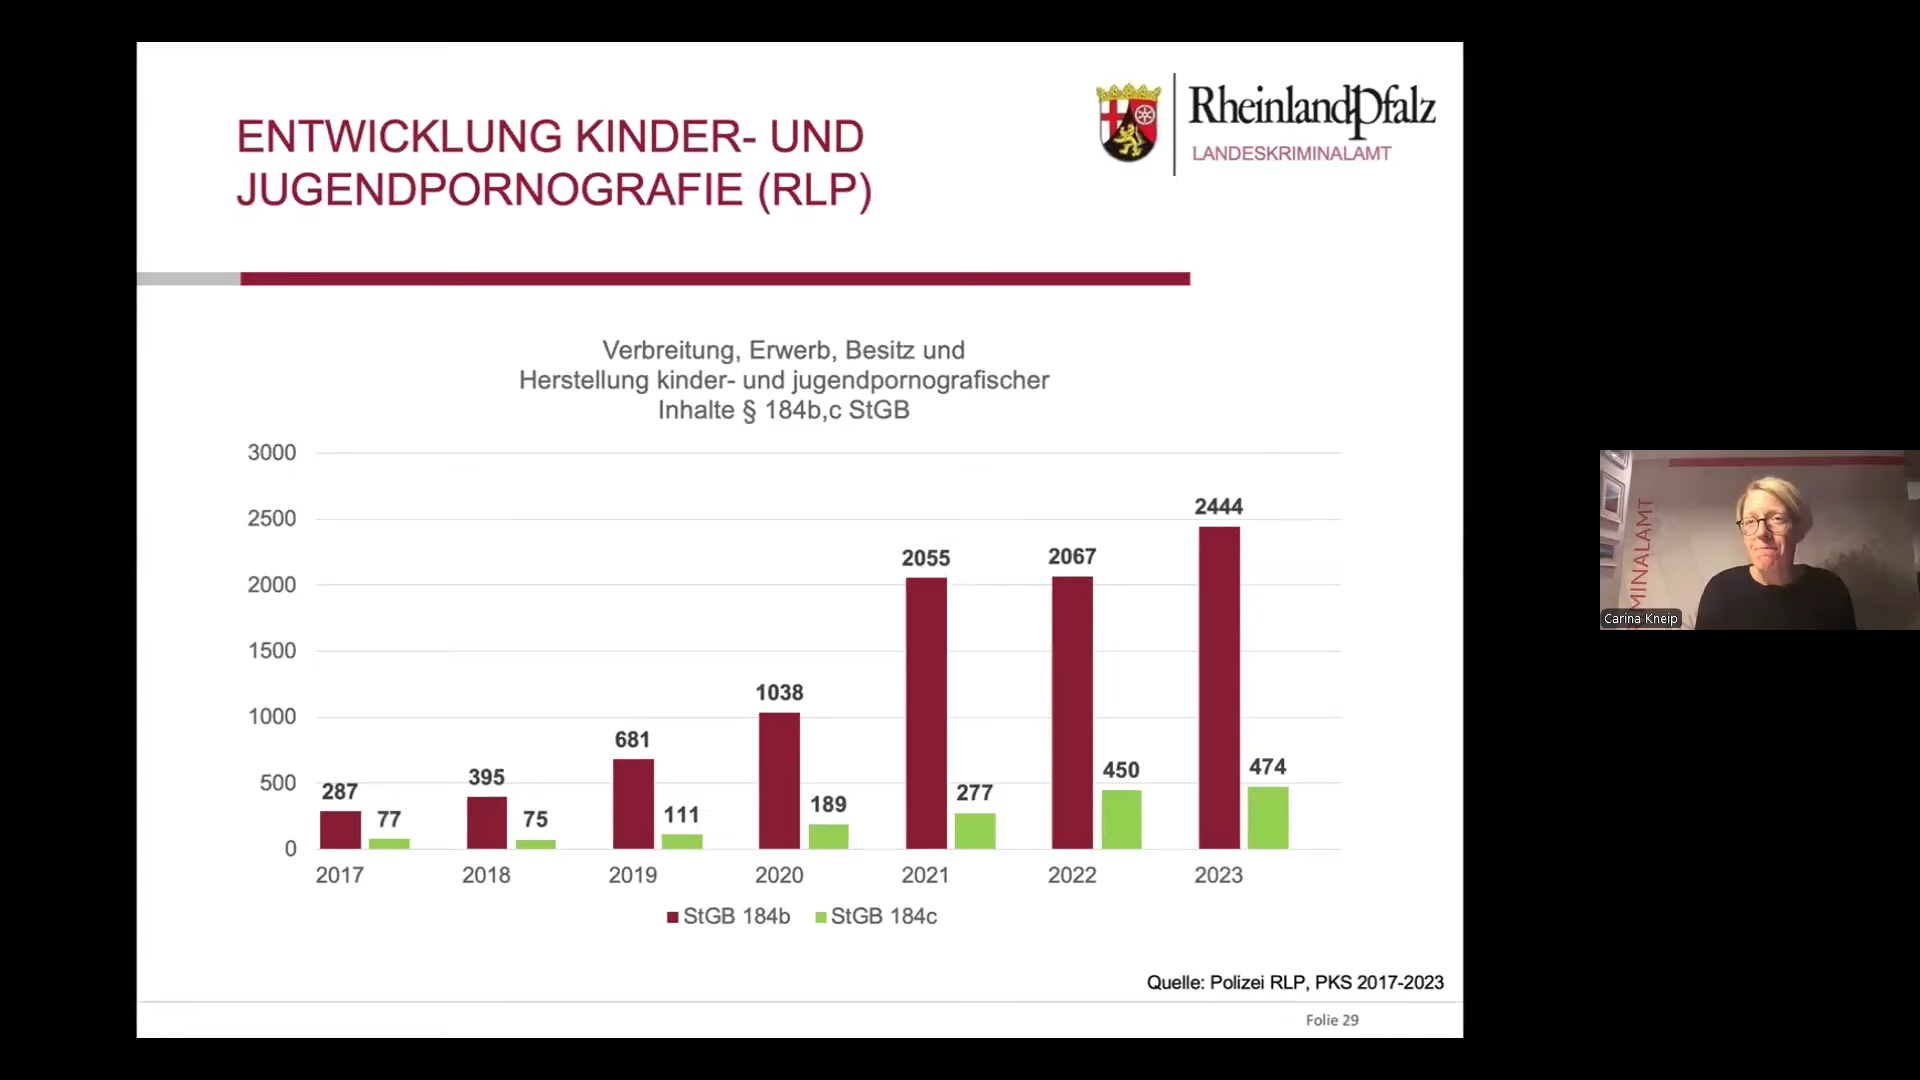 ENTWICKLUNG KINDER- UND
JUGENDPORNOGRAFIE (RLP)
RheinlandPfalz
LANDESKRIMINALAMT
Verbreitung, Erwerb, Besitz und
Herstellung kinder- und jugendpornografischer
Inhalte § 184b,c StGB
3000
2500
2000
1500
1000
500
0
287
77
395
75
681
111
1038
189
2055
277
2067
450
2444
474
2017 2018 2019 2020 2021 2022 2023
StGB 184b StGB 184c
Quelle: Polizei RLP, PKS 2017-2023
Folie 29
MINALAMT
Carina Kneip